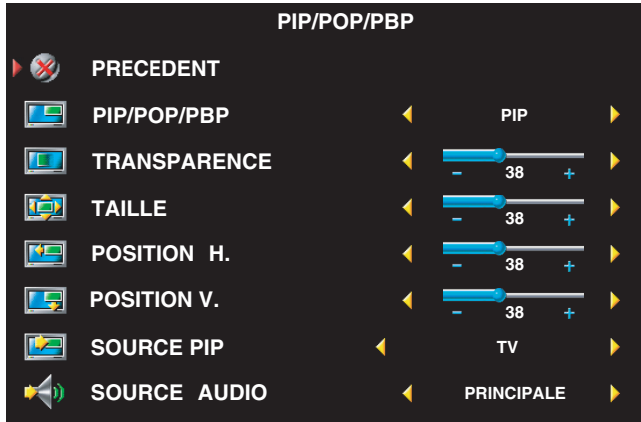 PIP/POP/PBP
PRECEDENT
PIP/POP/PBP PIP
TRANSPARENCE - 38 +
TAILLE - 38 +
POSITION H. - 38 +
POSITION V. - 38 +
SOURCE PIP TV
SOURCE AUDIO PRINCIPALE